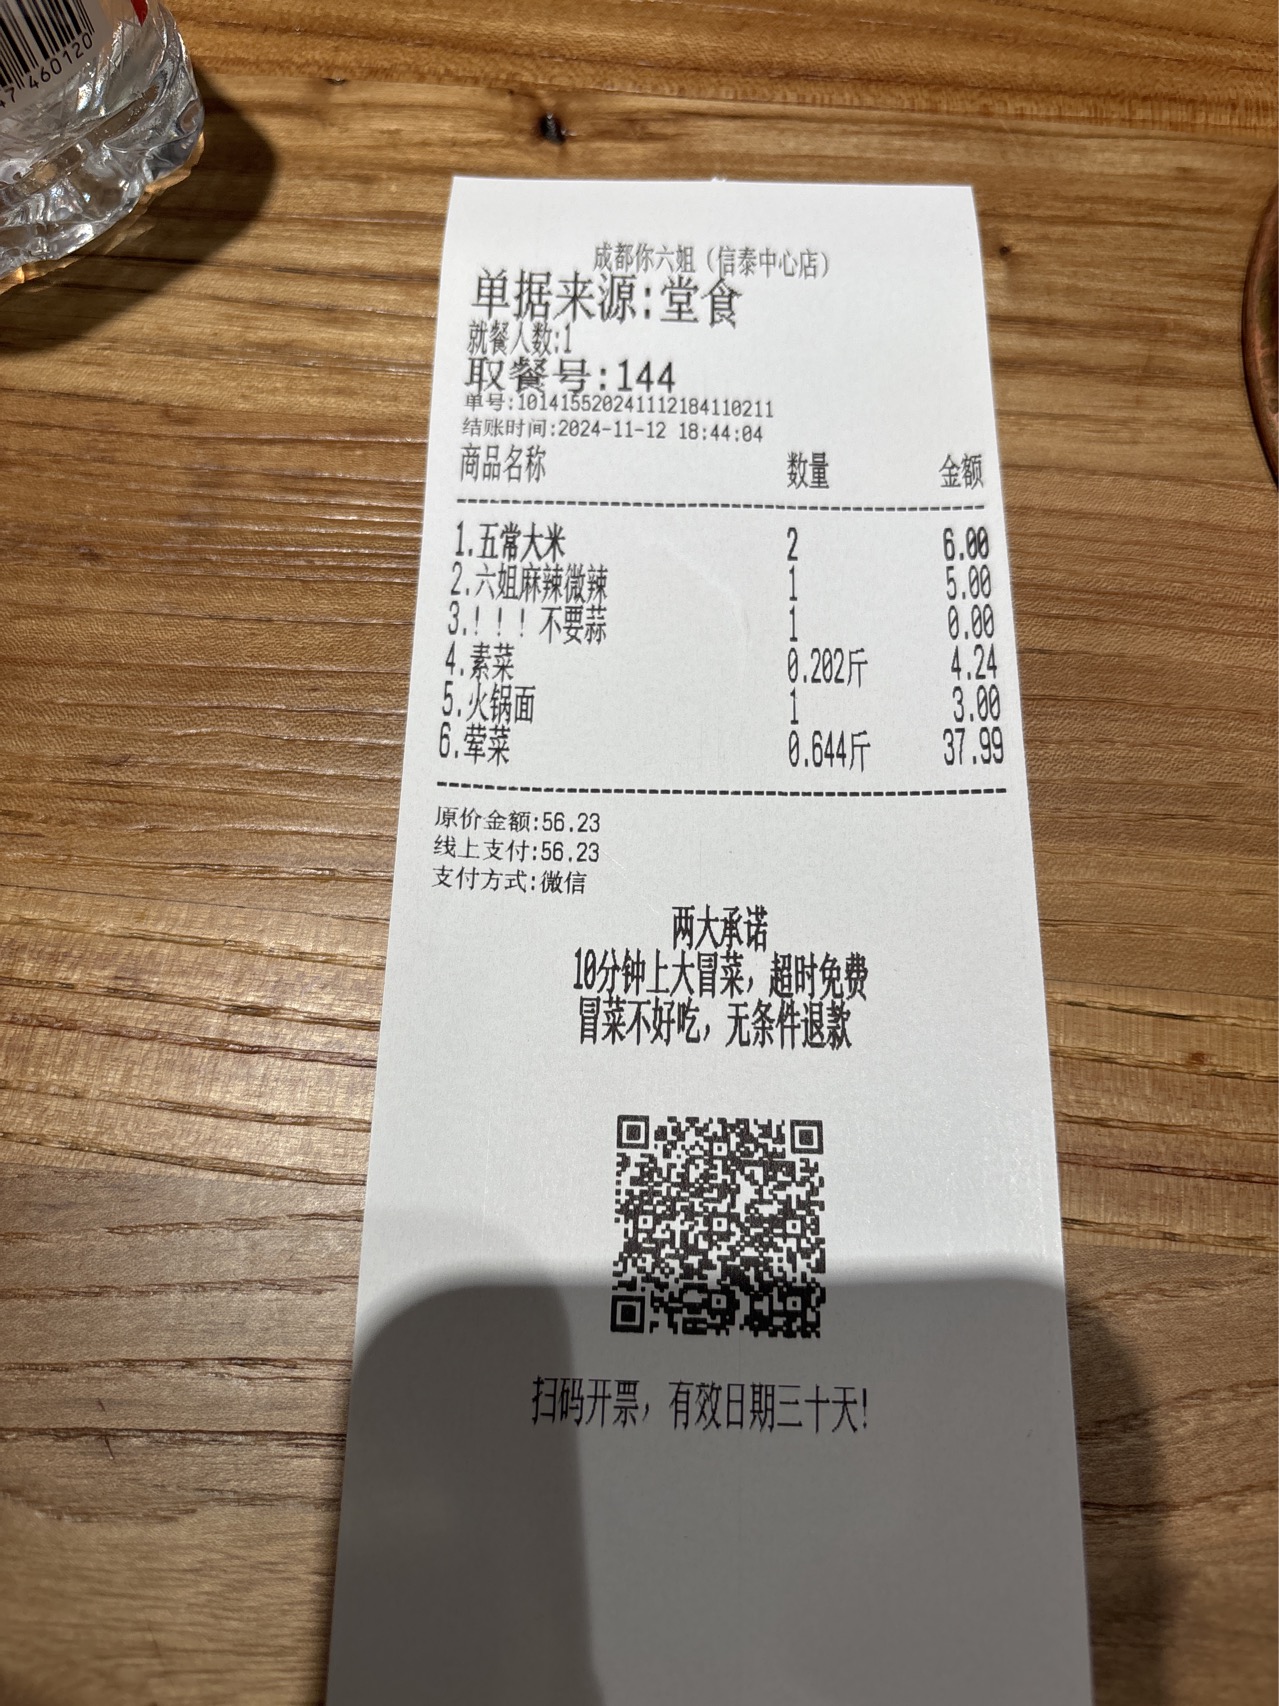 460120
成都你六姐（信泰中心店）
单据来源:堂食
就餐人数:1
取餐号:144
单号:101415520241112184110211
结账时间:2024-11-12 18:44:04
商品名称 数量 金额
1.五常大米 2 6.00
2.六姐麻辣微辣 1 5.00
3.！！！不要蒜 1 0.00
4.素菜 0.202斤 4.24
5.火锅面 1 3.00
6.荤菜 0.644斤 37.99
原价金额:56.23
线上支付:56.23
支付方式:微信
两大承诺
10分钟上大冒菜，超时免费
冒菜不好吃，无条件退款
扫码开票，有效日期三十天!